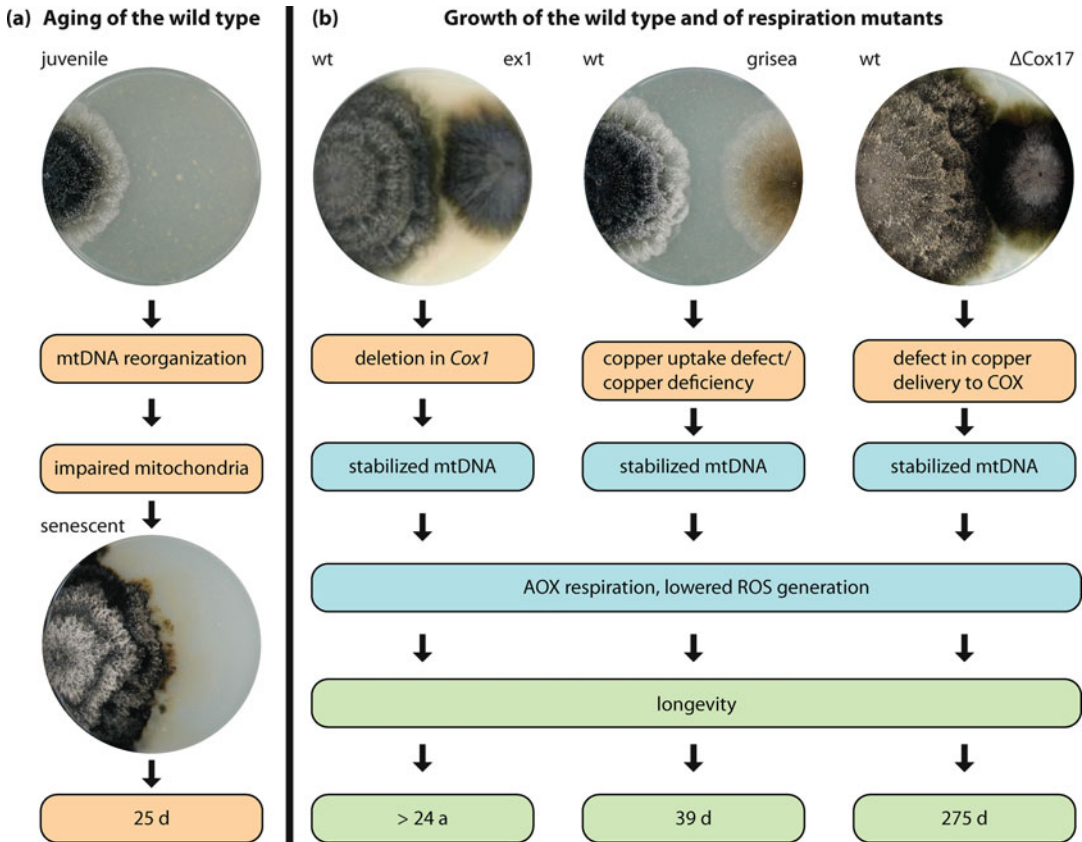 (a) Aging of the wild type
juvenile
mtDNA reorganization
impaired mitochondria
senescent
25 d
(b) Growth of the wild type and of respiration mutants
wt ex1
deletion in Cox1
stabilized mtDNA
wt grisea
copper uptake defect/
copper deficiency
stabilized mtDNA
wt ΔCox17
defect in copper
delivery to COX
stabilized mtDNA
AOX respiration, lowered ROS generation
longevity
> 24 a
39 d
275 d